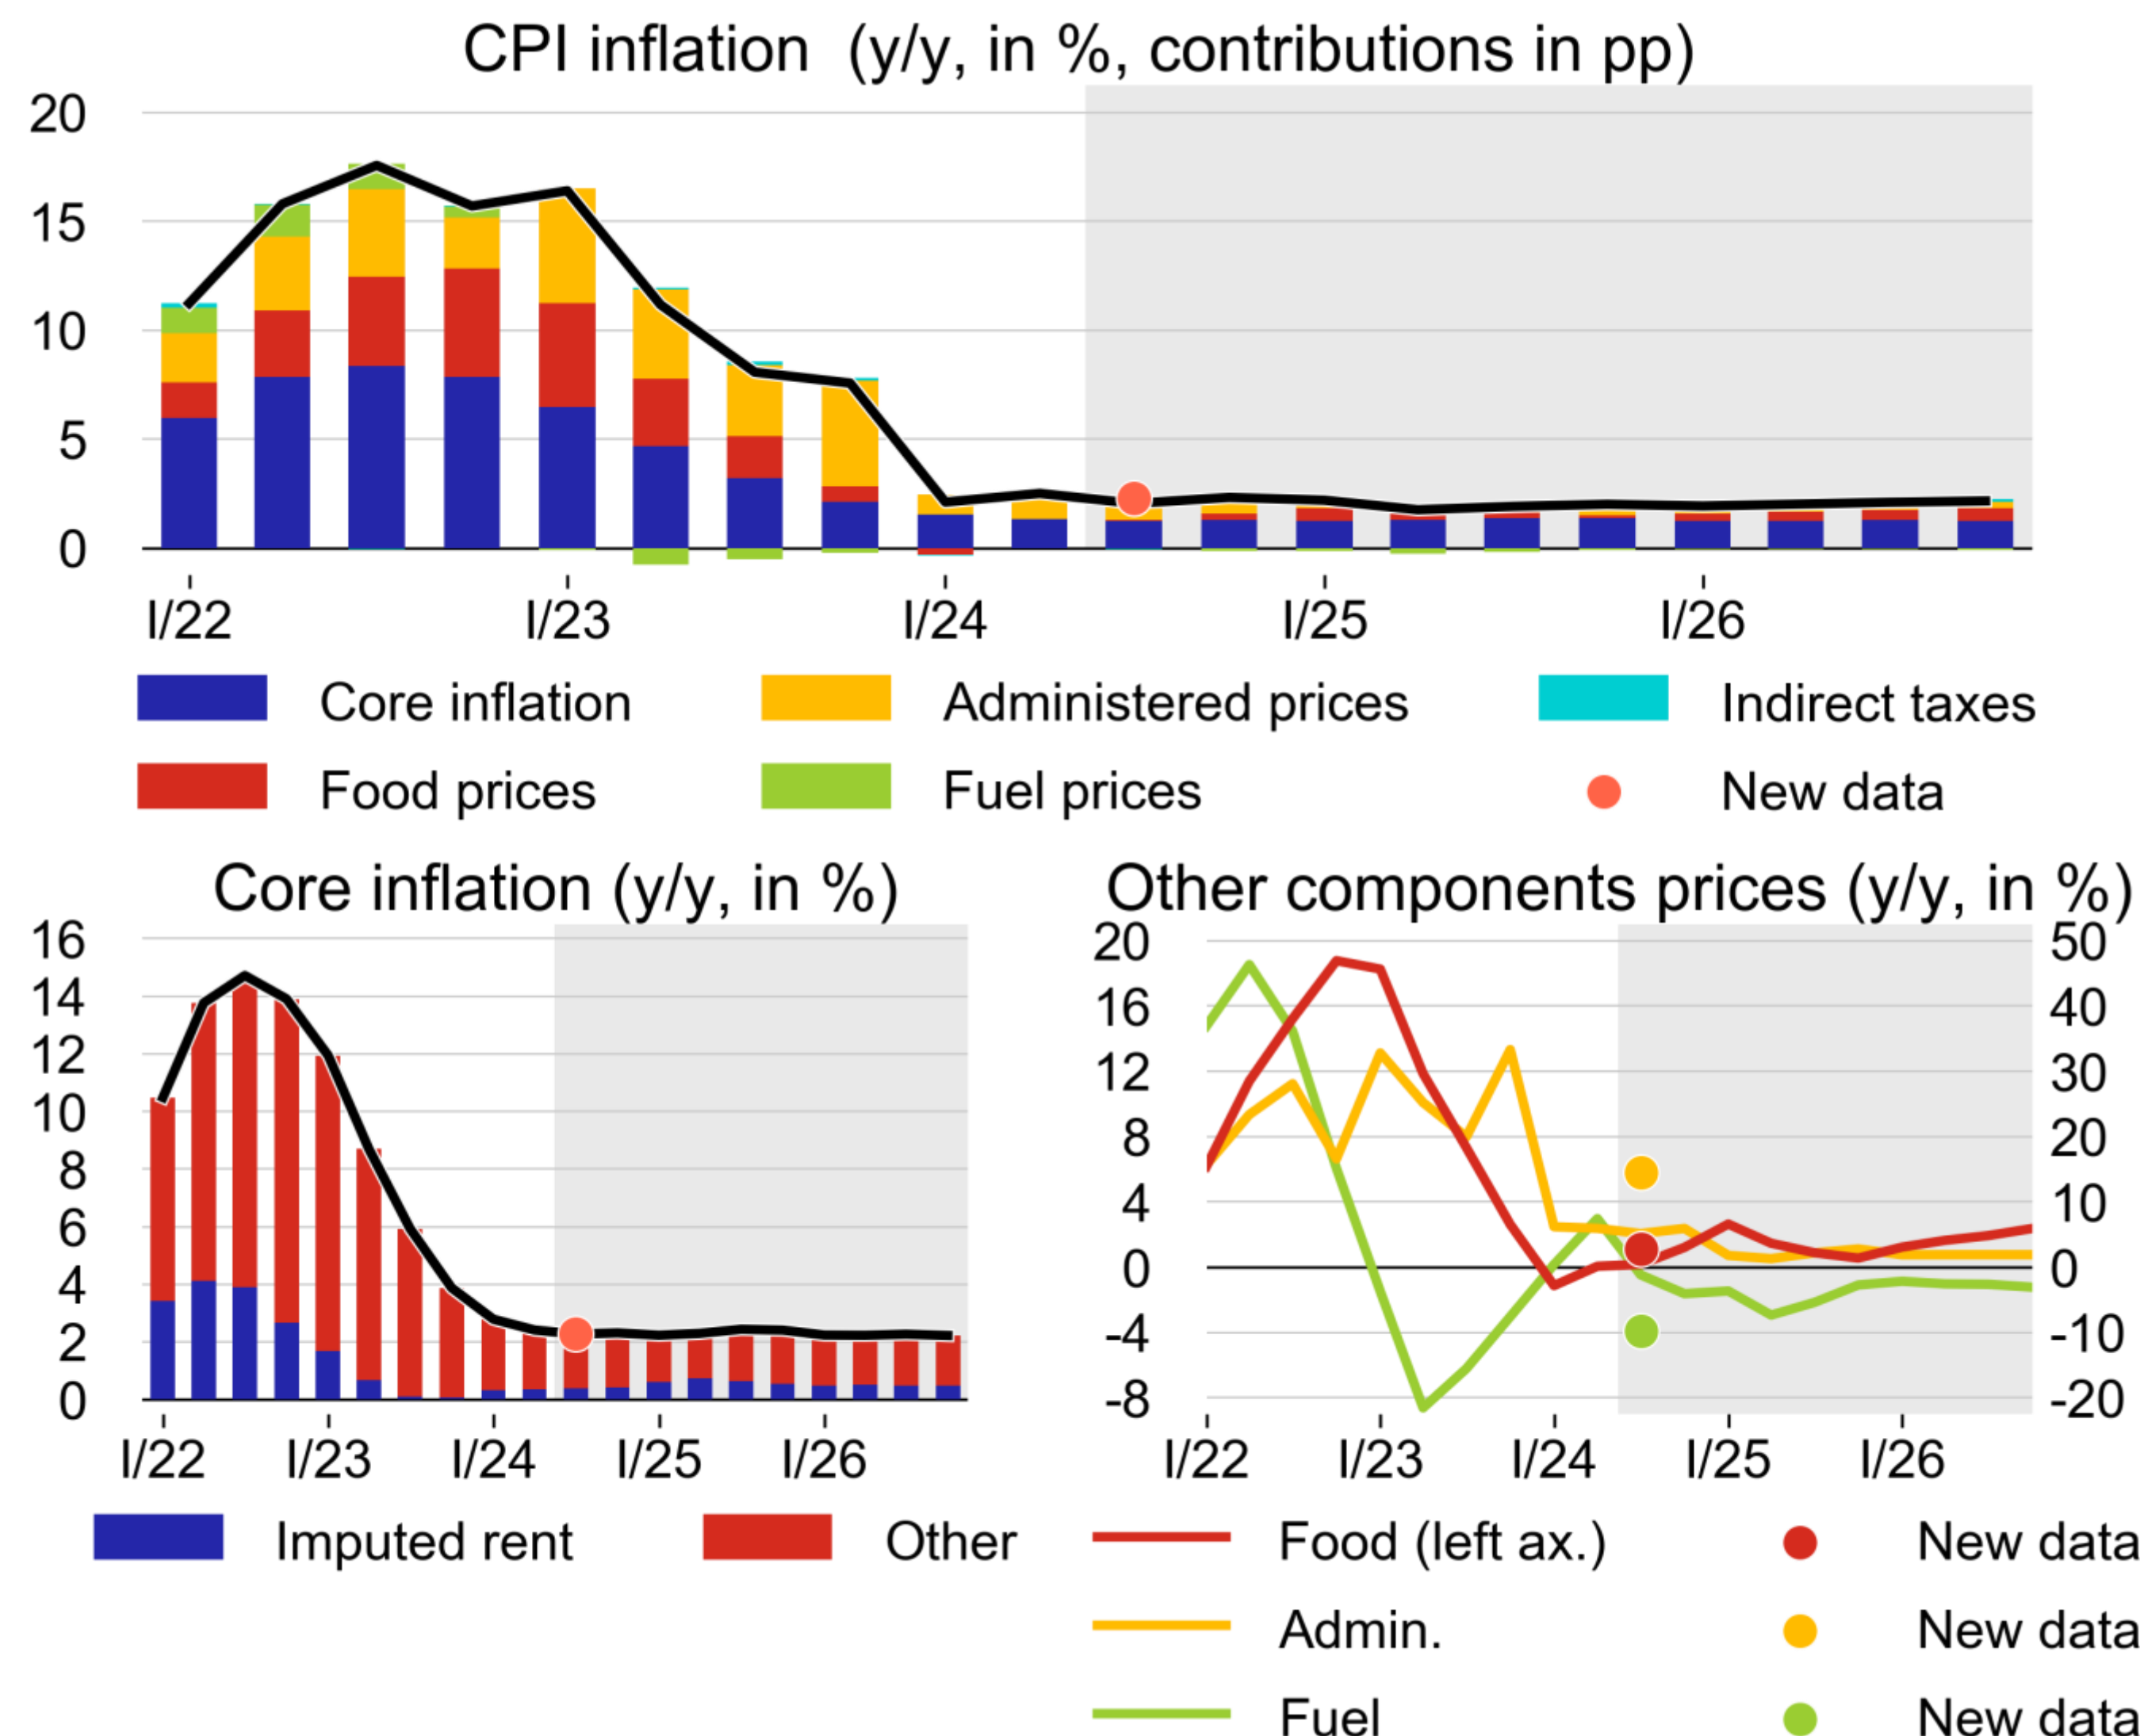 CPI inflation (y/y, in %, contributions in pp)
20
15
10
5
0
I/22 I/23 I/24 I/25 I/26
Core inflation Administered prices Indirect taxes
Food prices Fuel prices New data
Core inflation (y/y, in %)
16
14
12
10
8
6
4
2
0
I/22 I/23 I/24 I/25 I/26
Imputed rent Other
Other components prices (y/y, in %)
20 50
16 40
12 30
8 20
4 10
0 0
-4 -10
-8 -20
I/22 I/23 I/24 I/25 I/26
Food (left ax.) New data
Admin. New data
Fuel New data